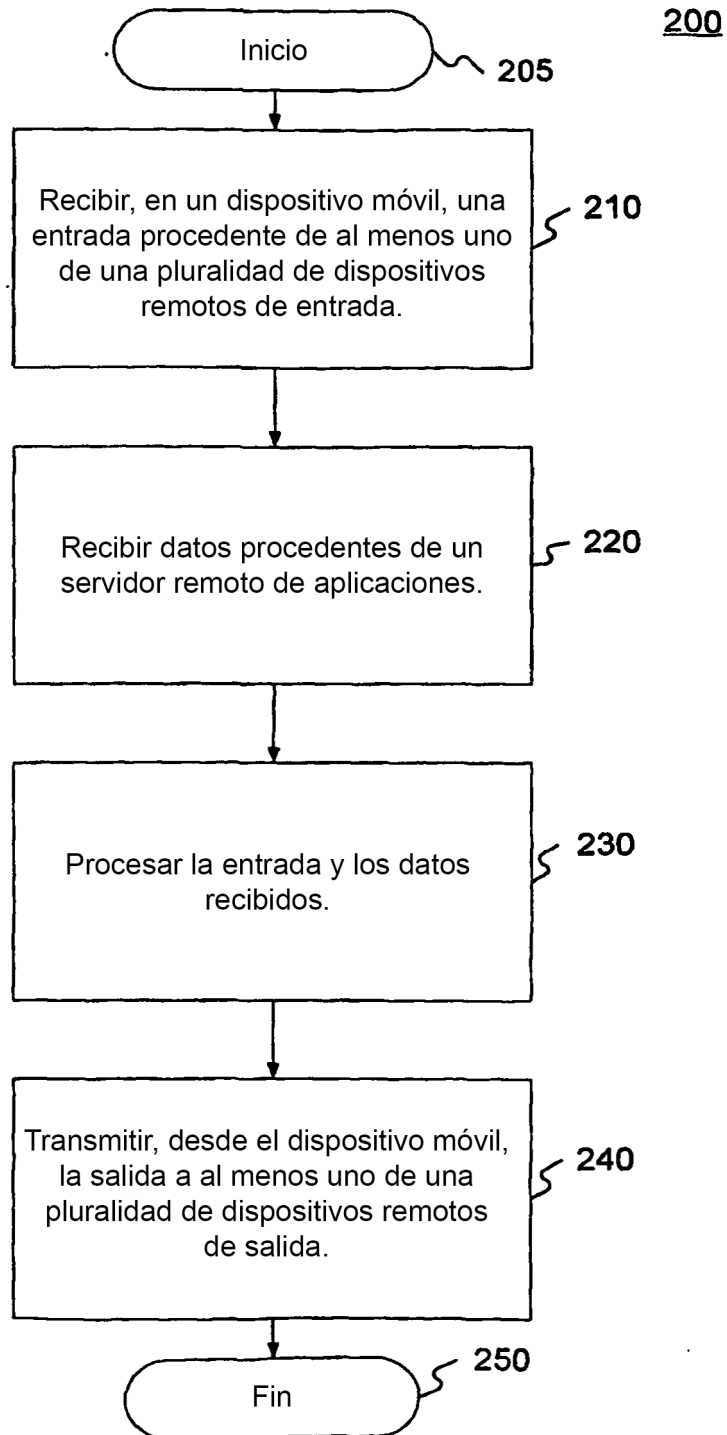 200
Inicio
205
Recibir, en un dispositivo móvil, una
entrada procedente de al menos uno
de una pluralidad de dispositivos
remotos de entrada.
210
Recibir datos procedentes de un
servidor remoto de aplicaciones.
220
Procesar la entrada y los datos
recibidos.
230
Transmitir, desde el dispositivo móvil,
la salida a al menos uno de una
pluralidad de dispositivos remotos
de salida.
240
Fin
250